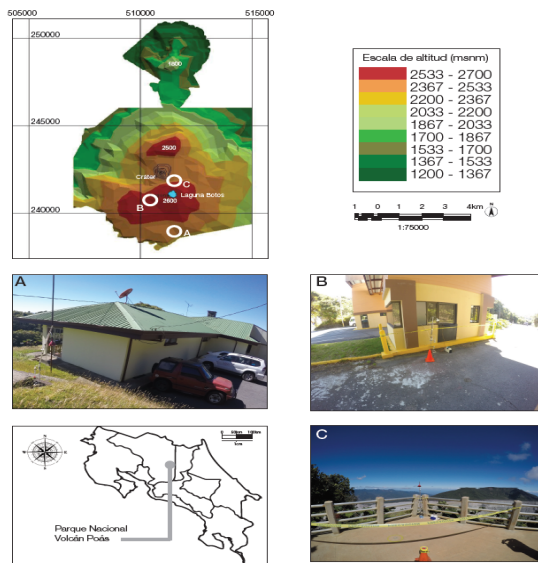 505000
510000
515000
250000
1800
245000
2500
Cráter
C
Laguna Botos
B
2600
240000
A
Escala de altitud (msnm)
2533 - 2700
2367 - 2533
2200 - 2367
2033 - 2200
1867 - 2033
1700 - 1867
1533 - 1700
1367 - 1533
1200 - 1367
1 0 1 2 3 4km
1:75000
A
B
Parque Nacional
Volcán Poás
C